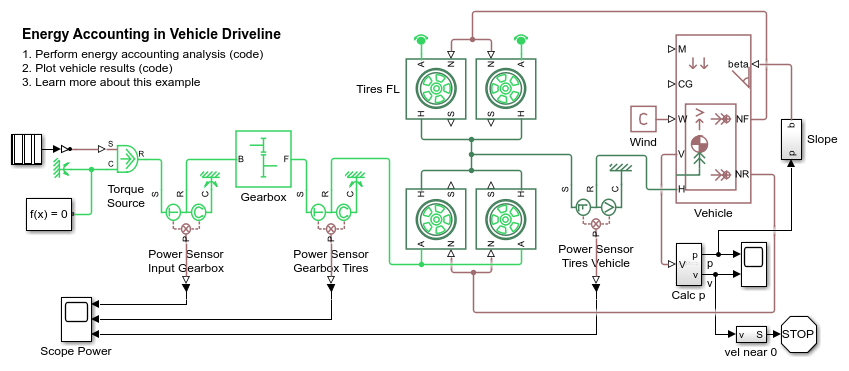 Energy Accounting in Vehicle Driveline
1. Perform energy accounting analysis (code)
2. Plot vehicle results (code)
3. Learn more about this example
Tires FL
A
N
N
A
H
S
S
H
M
CG
W
V
H
beta
NF
NR
Vehicle
C
Wind
b
p
Slope
S
C
R
Torque
Source
f(x) = 0
S
R
C
P
Power Sensor
Input Gearbox
B
F
Gearbox
S
R
C
P
Power Sensor
Gearbox Tires
H
S
S
H
A
N
N
A
S
R
C
F
P
Power Sensor
Tires Vehicle
V
p
v
Calc p
p
v
Scope Power
v
S
vel near 0
STOP